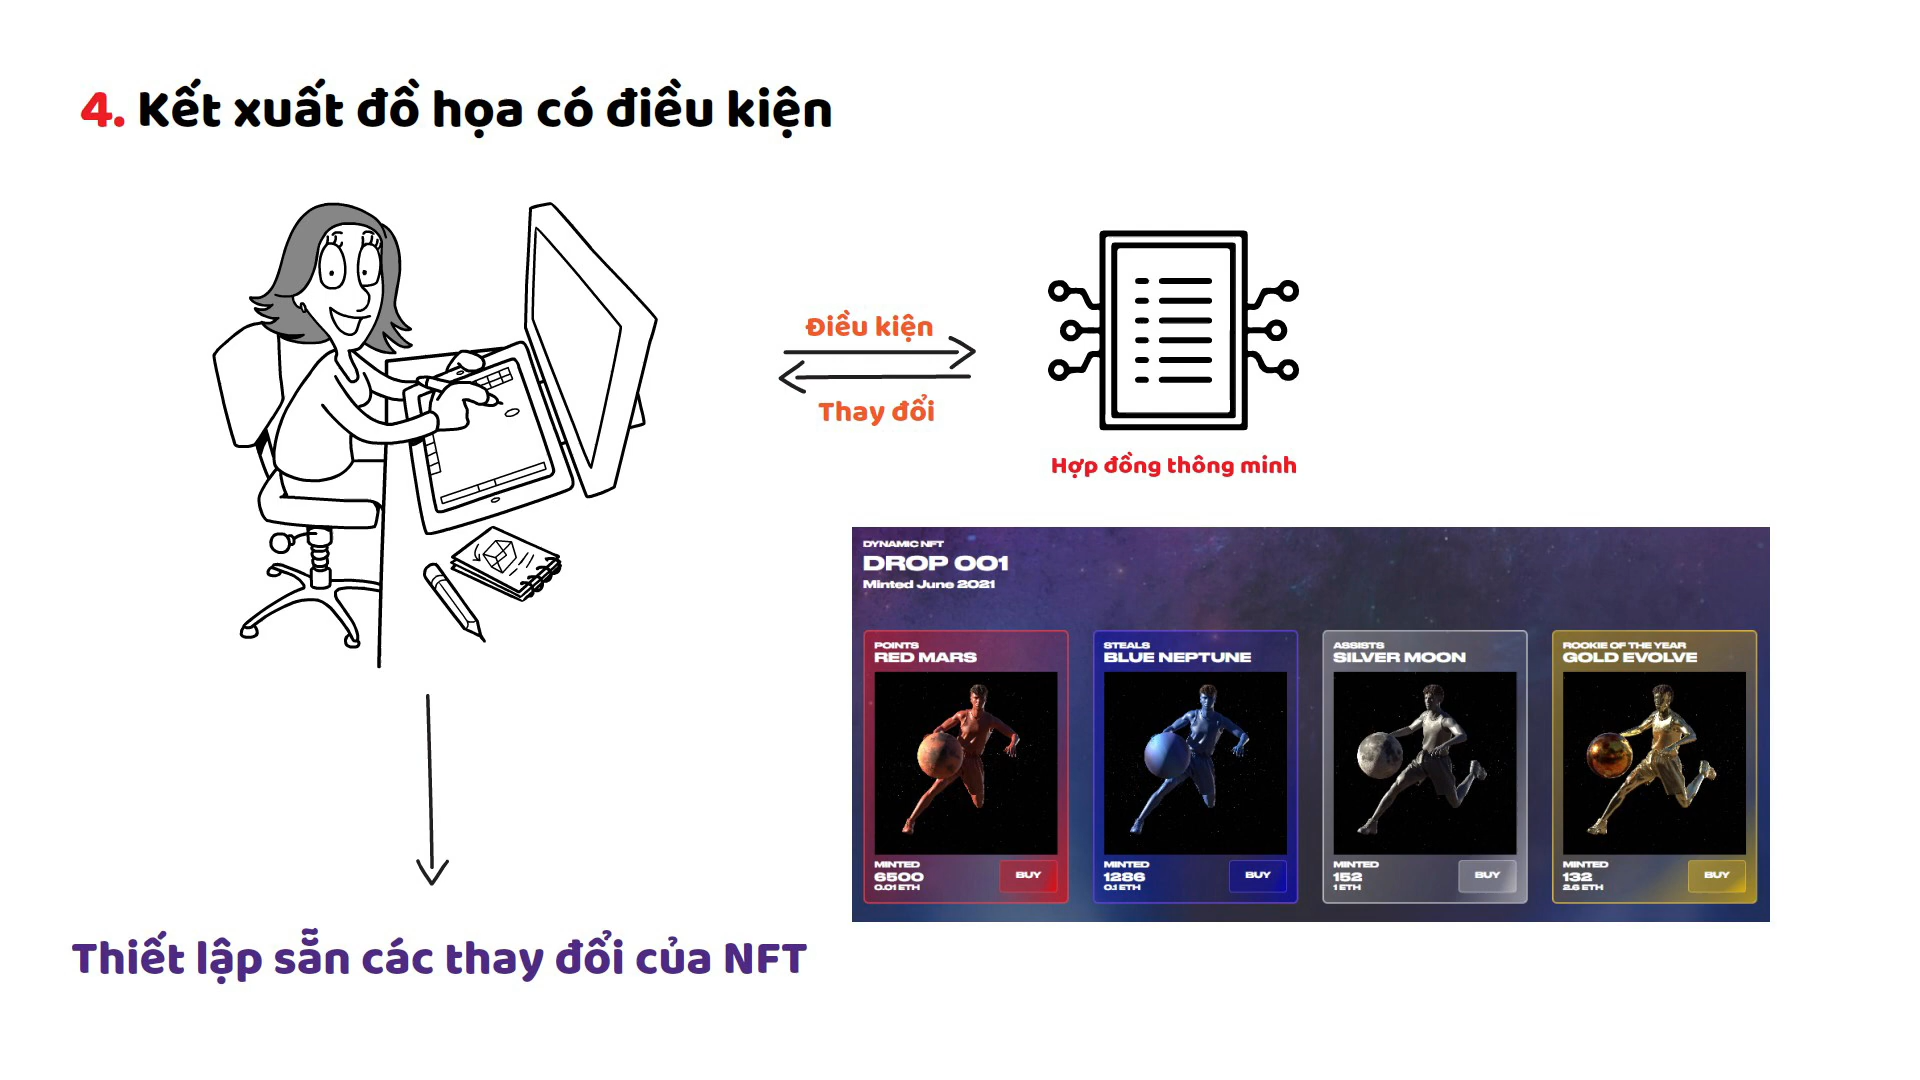 4. Kết xuất đồ họa có điều kiện
Điều kiện
Thay đổi
Hợp đồng thông minh
DYNAMIC NFT
DROP 001
Minted June 2021
POINTS
RED MARS
MINTED
6500
0.01 ETH
BUY
STEALS
BLUE NEPTUNE
MINTED
1286
0.1 ETH
BUY
ASSISTS
SILVER MOON
MINTED
152
1 ETH
BUY
ROOKIE OF THE YEAR
GOLD EVOLVE
MINTED
132
2.6 ETH
BUY
Thiết lập sẵn các thay đổi của NFT